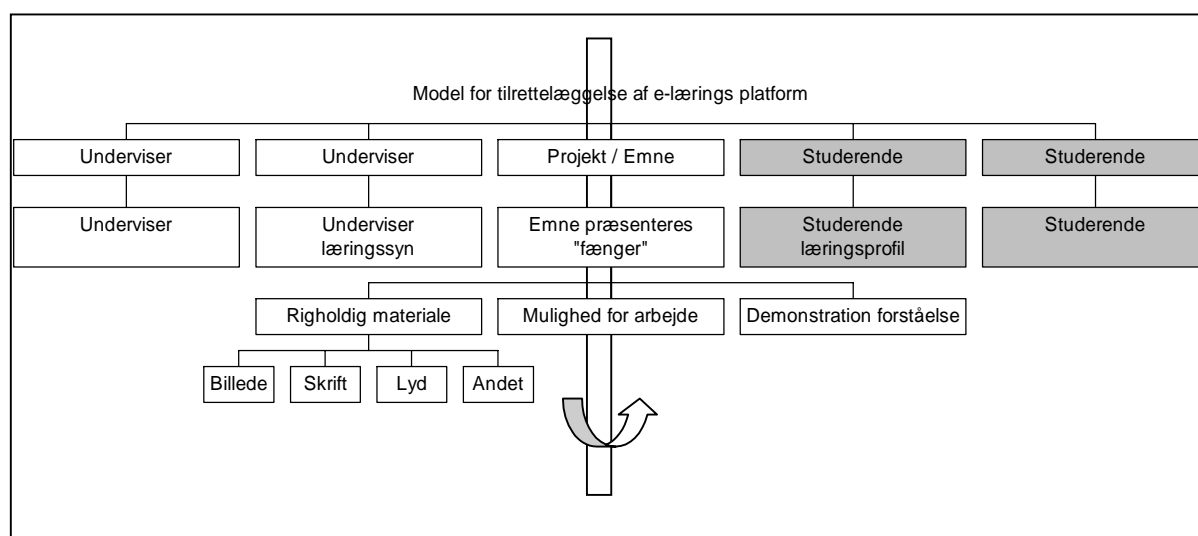 Model for tilrettelæggelse af e-lærings platform
Underviser
Underviser
Projekt / Emne
Studerende
Studerende
Underviser
Underviser
læringssyn
Emne præsenteres
"fænger"
Studerende
læringsprofil
Studerende
Righoldig materiale
Mulighed for arbejde
Demonstration forståelse
Billede
Skrift
Lyd
Andet